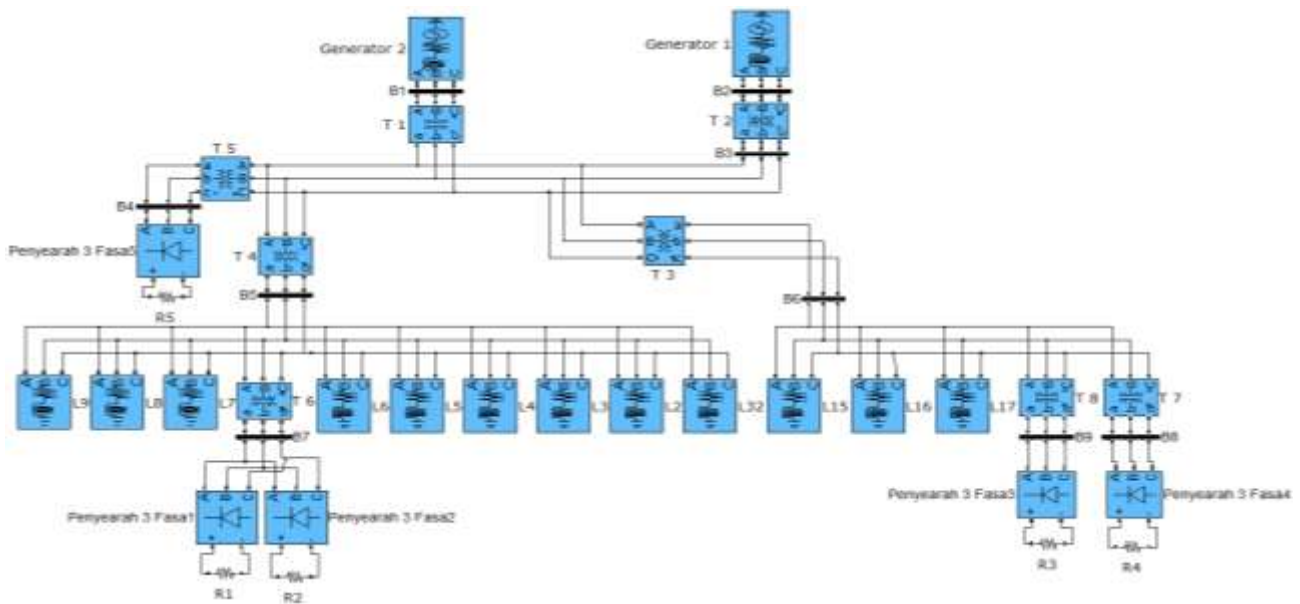 Generator 2
Generator 1
A B C
A B C
B1
B2
T 1
T 2
A B C
A B C
a b c
a b c
B3
T 5
B4
A B C
Penyearah 3 Fasa5
R5
T 4
A B C
a b c
B5
T 3
B6
L9
L8
L7
T 6
L6
L5
L4
L3
L2
L32
L15
L16
L17
T 8
T 7
B7
B9
B8
Penyearah 3 Fasa1
Penyearah 3 Fasa2
Penyearah 3 Fasa3
Penyearah 3 Fasa4
R1
R2
R3
R4